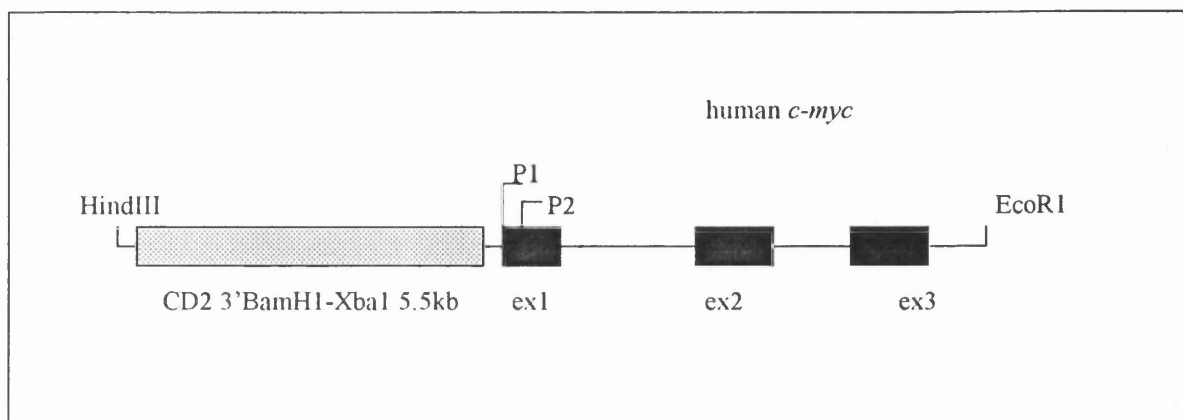 human c-myc
P1
HindIII
P2
EcoR1
CD2 3'BamH1-Xba1 5.5kb
ex1
ex2
ex3